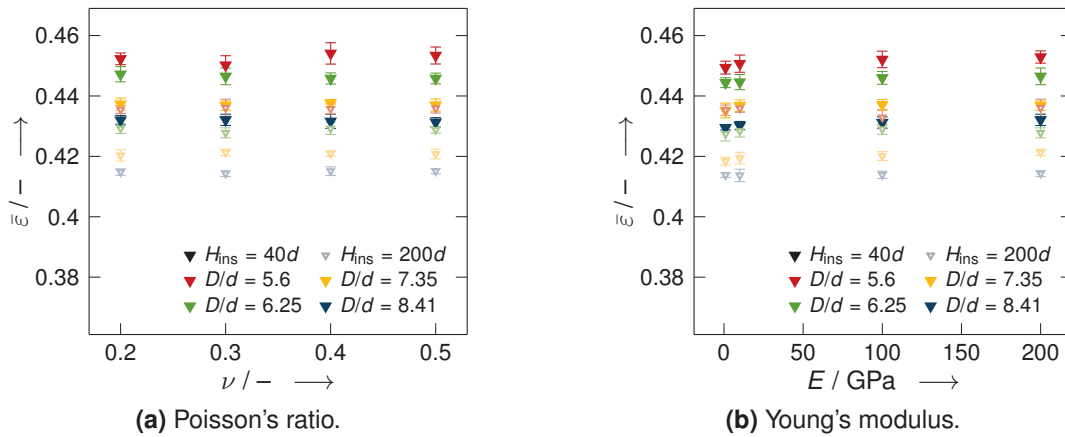 0.46
0.44
0.42
0.4
0.38
ε̄ / – ⟶
H_ins = 40d H_ins = 200d
D/d = 5.6 D/d = 7.35
D/d = 6.25 D/d = 8.41
0.2 0.3 0.4 0.5
ν / – ⟶
(a) Poisson's ratio.
0.46
0.44
0.42
0.4
0.38
ε̄ / – ⟶
H_ins = 40d H_ins = 200d
D/d = 5.6 D/d = 7.35
D/d = 6.25 D/d = 8.41
0 50 100 150 200
E / GPa ⟶
(b) Young's modulus.